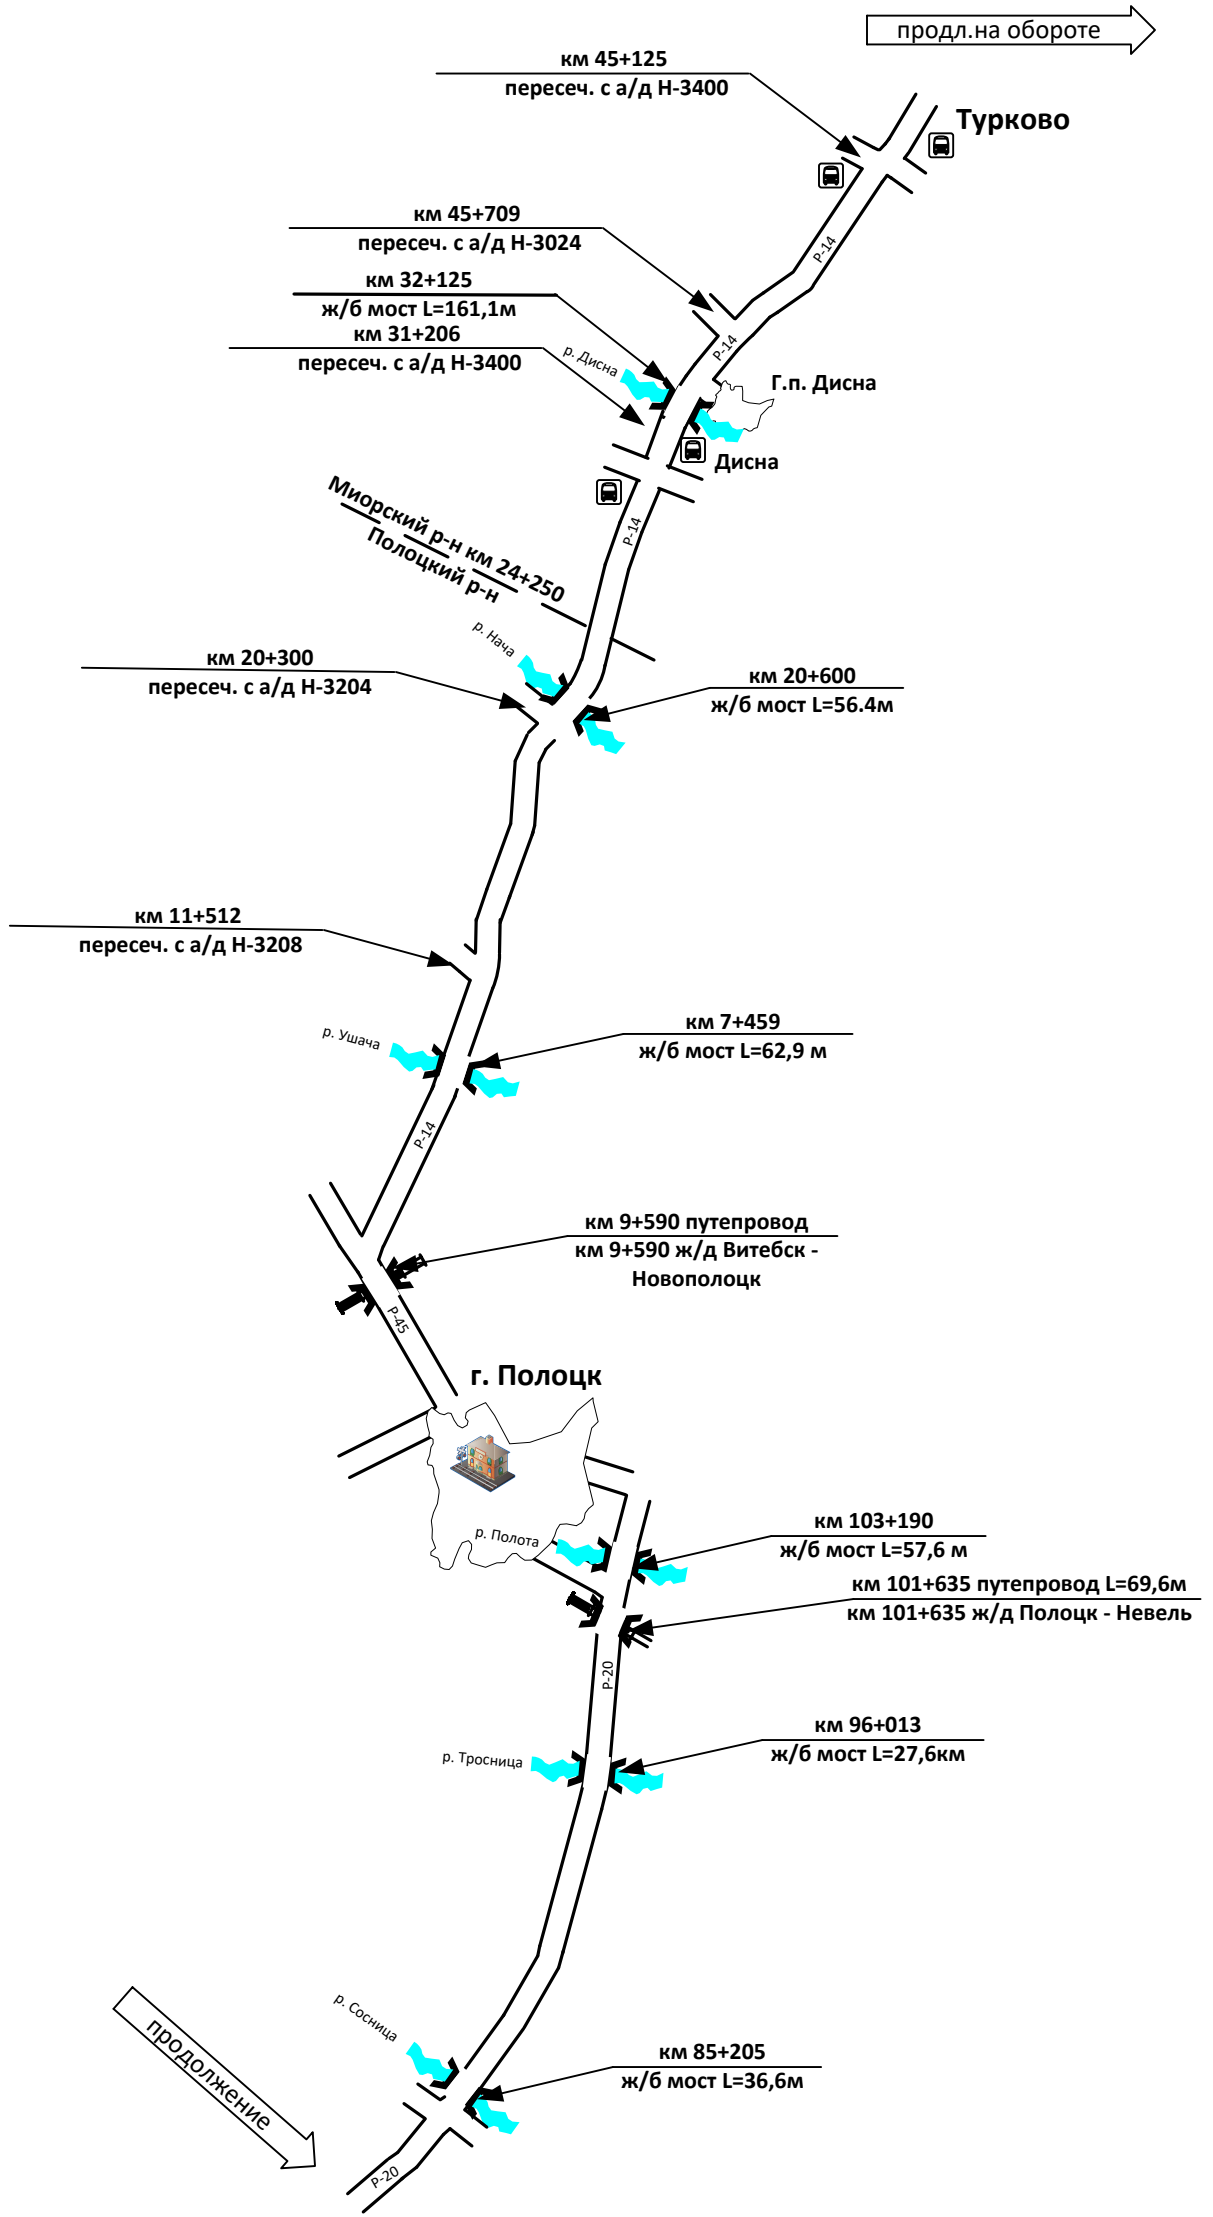 продл.на обороте
км 45+125
пересеч. с а/д Н-3400
Турково
км 45+709
пересеч. с а/д Н-3024
Р-14
км 32+125
ж/б мост L=161,1м
км 31+206
пересеч. с а/д Н-3400
р. Дисна
Р-14
Г.п. Дисна
Дисна
Р-14
Миорский р-н км 24+250
Полоцкий р-н
р. Нача
км 20+300
пересеч. с а/д Н-3204
км 20+600
ж/б мост L=56.4м
км 11+512
пересеч. с а/д Н-3208
р. Ушача
км 7+459
ж/б мост L=62,9 м
Р-14
км 9+590 путепровод
км 9+590 ж/д Витебск -
Новополоцк
Р-45
г. Полоцк
р. Полота
км 103+190
ж/б мост L=57,6 м
км 101+635 путепровод L=69,6м
км 101+635 ж/д Полоцк - Невель
Р-20
км 96+013
ж/б мост L=27,6км
р. Тросница
р. Сосница
продолжение
км 85+205
ж/б мост L=36,6м
Р-20